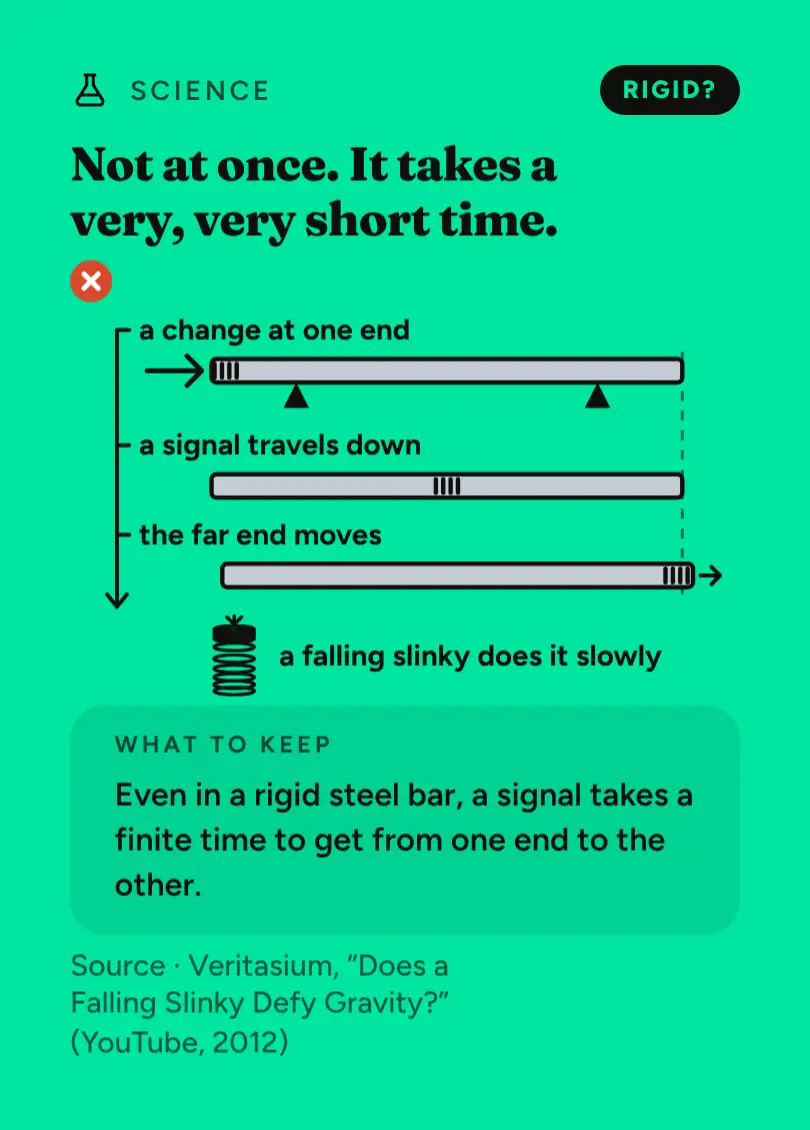 SCIENCE
RIGID?
Not at once. It takes a
very, very short time.
a change at one end
a signal travels down
the far end moves
a falling slinky does it slowly
WHAT TO KEEP
Even in a rigid steel bar, a signal takes a
finite time to get from one end to the
other.
Source · Veritasium, “Does a
Falling Slinky Defy Gravity?”
(YouTube, 2012)